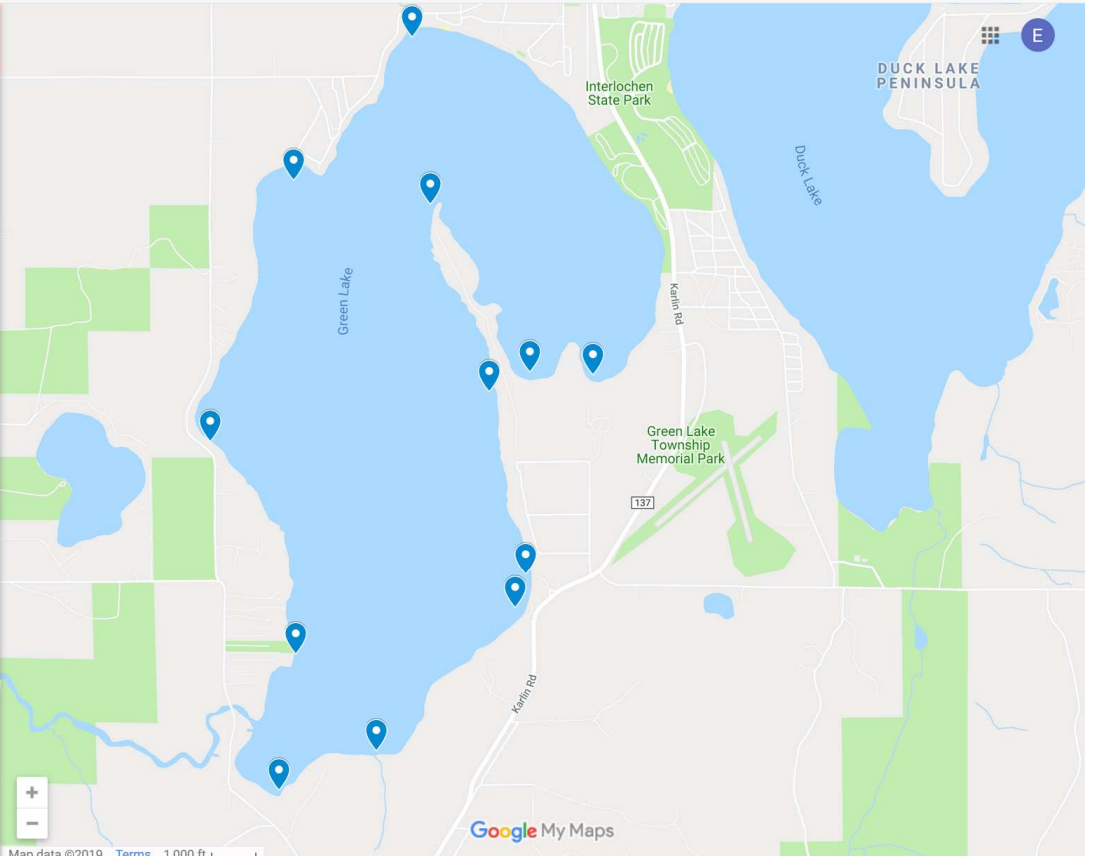 E
DUCK LAKE
PENINSULA
Interlochen
State Park
Duck Lake
Green Lake
Karlin Rd
Green Lake
Township
Memorial Park
137
Karlin Rd
+
−
Google My Maps
Map data ©2019 Terms 1,000 ft